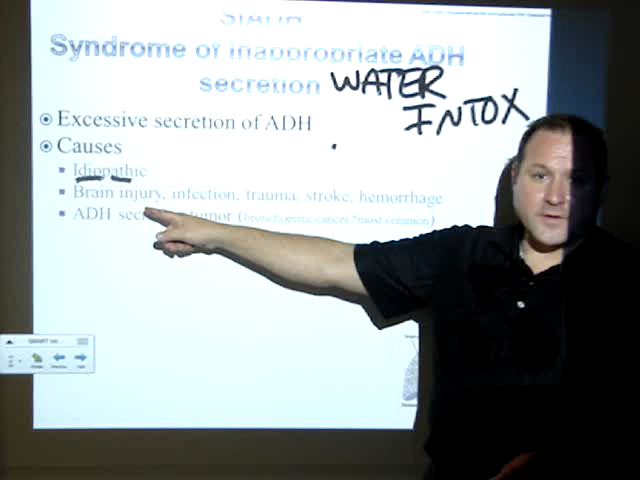 SIADH
Syndrome of Inappropriate ADH
secretion
WATER
INTOX
Excessive secretion of ADH
Causes
Idiopathic
Brain injury, infection, trauma, stroke, hemorrhage
ADH tumor (bronchogenic cancer*most common)